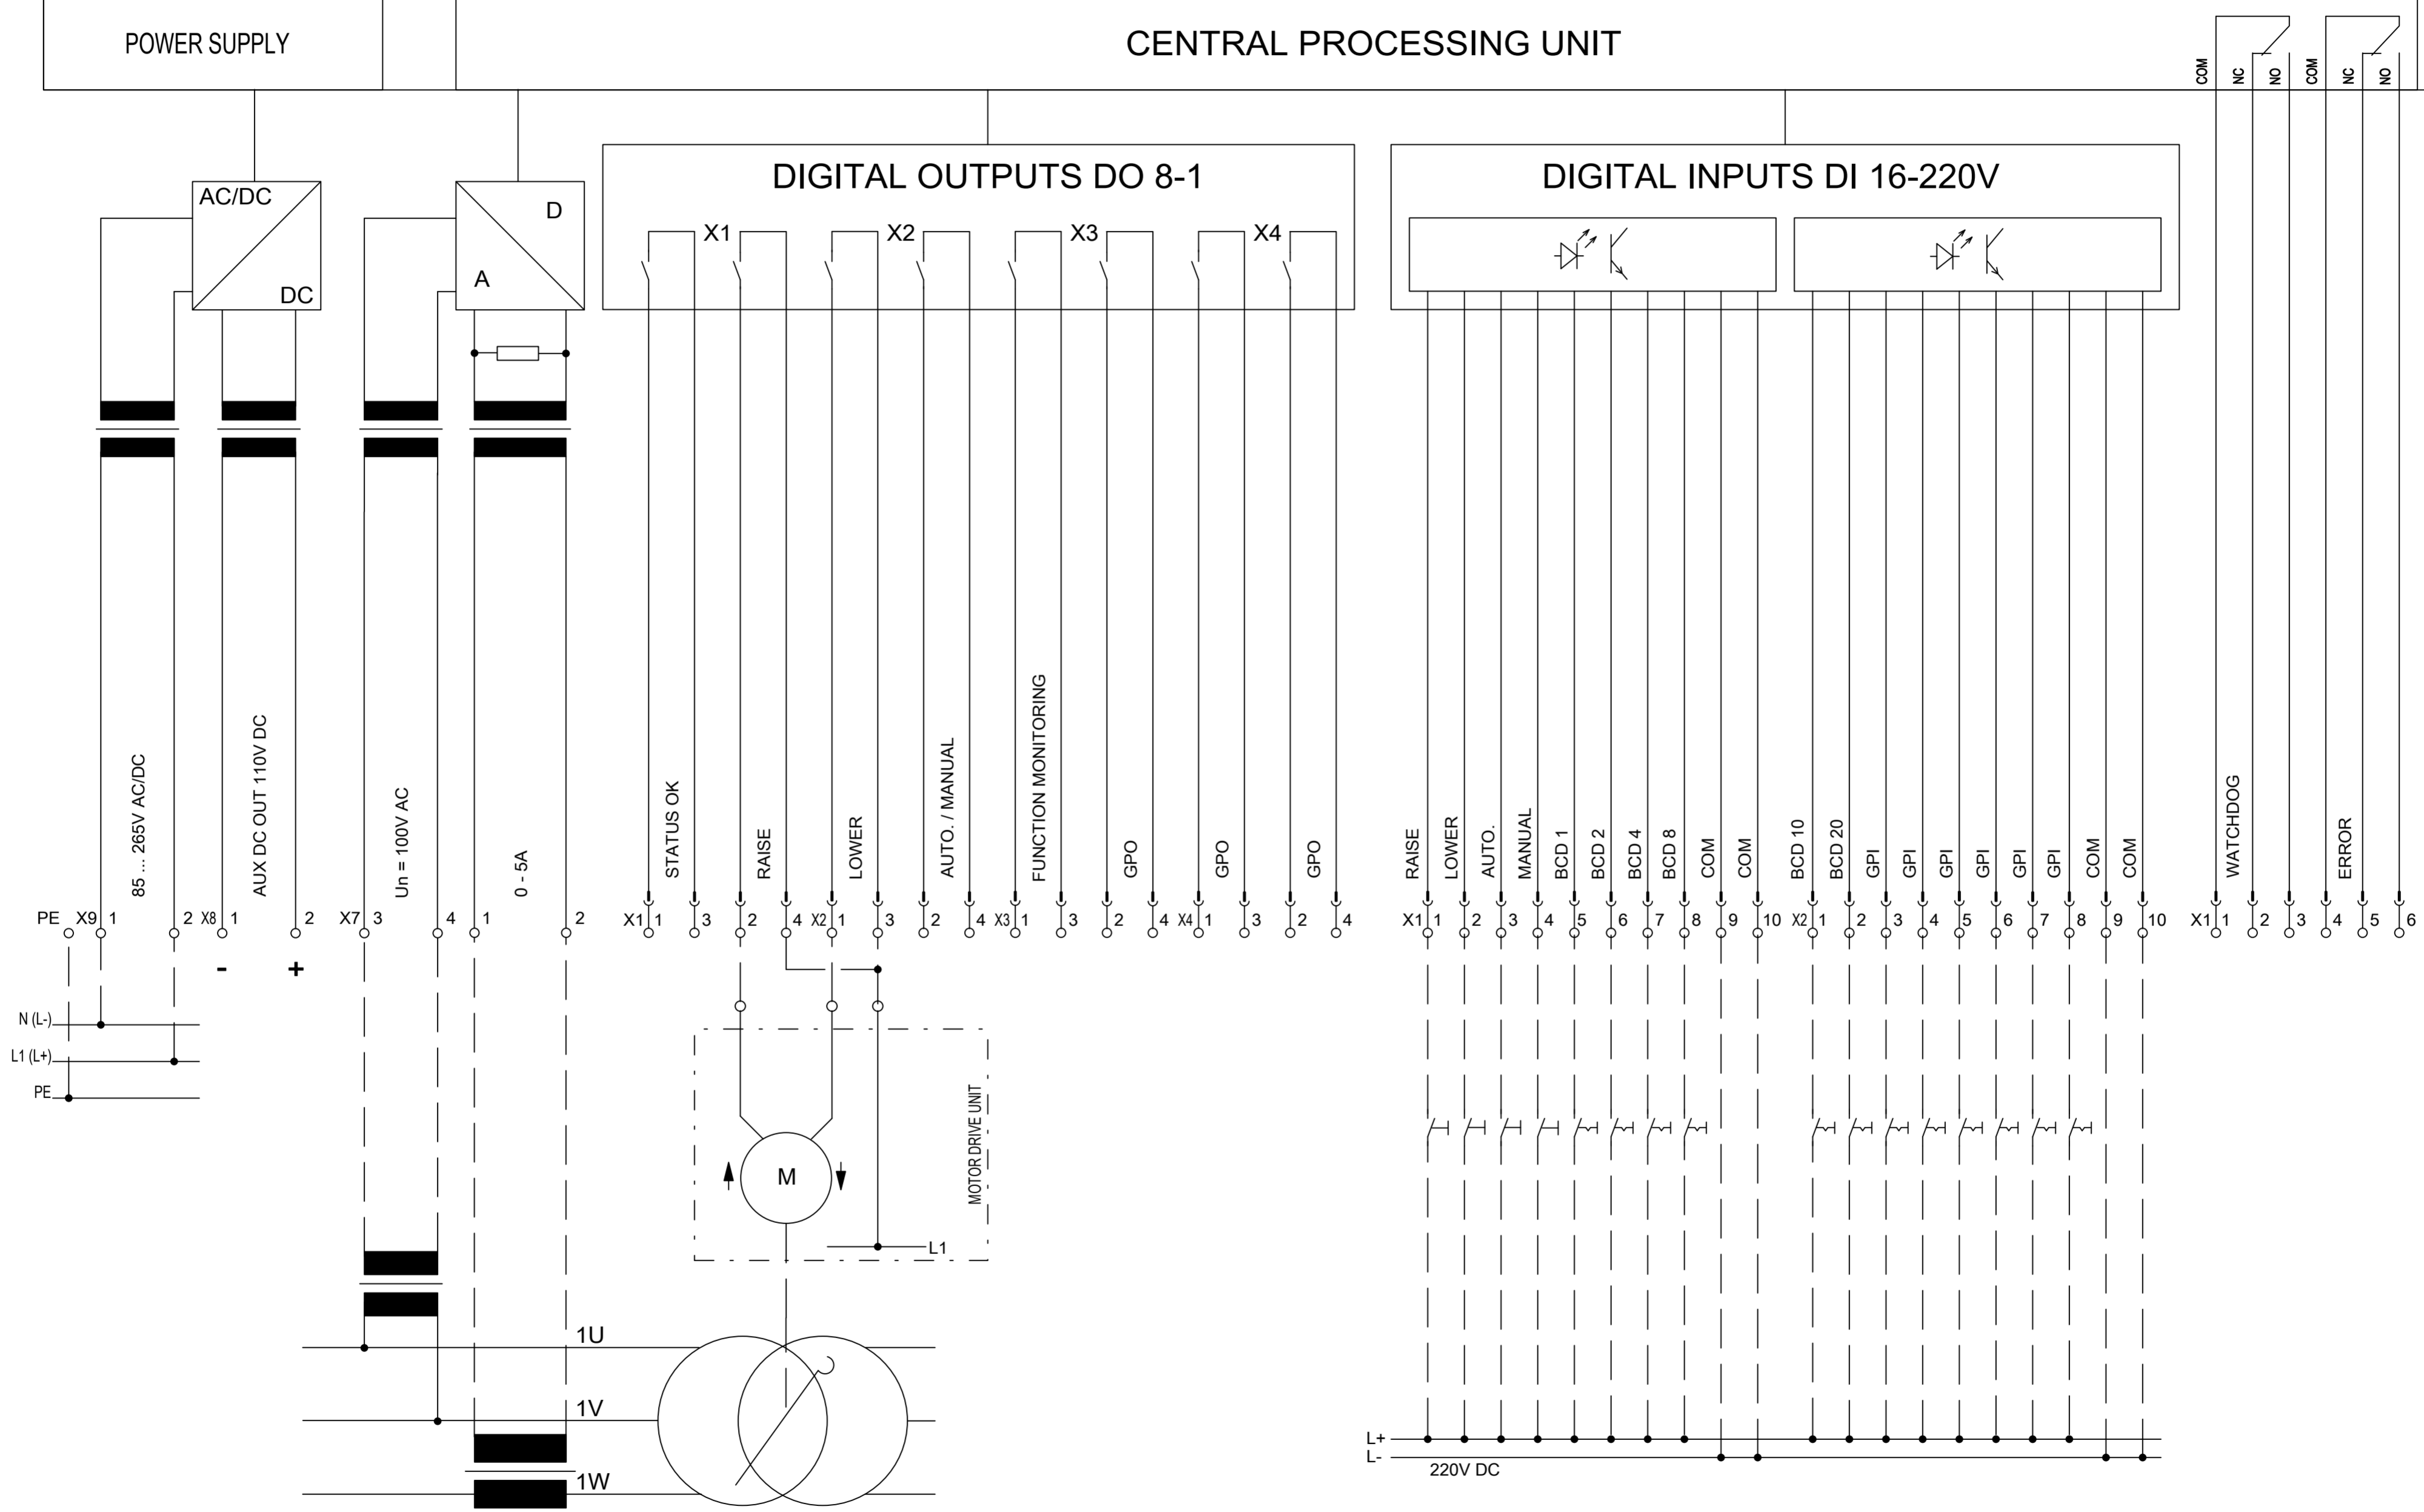 POWER SUPPLY
CENTRAL PROCESSING UNIT
COM NC NO COM NC NO
DIGITAL OUTPUTS DO 8-1
DIGITAL INPUTS DI 16-220V
AC/DC
DC
D
A
X1 X2 X3 X4
85 ... 265V AC/DC
AUX DC OUT 110V DC
Un = 100V AC
0 - 5A
STATUS OK
RAISE
LOWER
AUTO. / MANUAL
FUNCTION MONITORING
GPO
GPO
GPO
RAISE
LOWER
AUTO.
MANUAL
BCD 1
BCD 2
BCD 4
BCD 8
COM
COM
BCD 10
BCD 20
GPI
GPI
GPI
GPI
GPI
GPI
COM
COM
WATCHDOG
ERROR
PE X9 1 2 X8 1 2 X7 3 4 1 2
X1 1 3 2 4 X2 1 3 2 4 X3 1 3 2 4 X4 1 3 2 4
X1 1 2 3 4 5 6 7 8 9 10 X2 1 2 3 4 5 6 7 8 9 10
X1 1 2 3 4 5 6
- +
N (L-)
L1 (L+)
PE
MOTOR DRIVE UNIT
M
L1
1U
1V
1W
L+
L-
220V DC